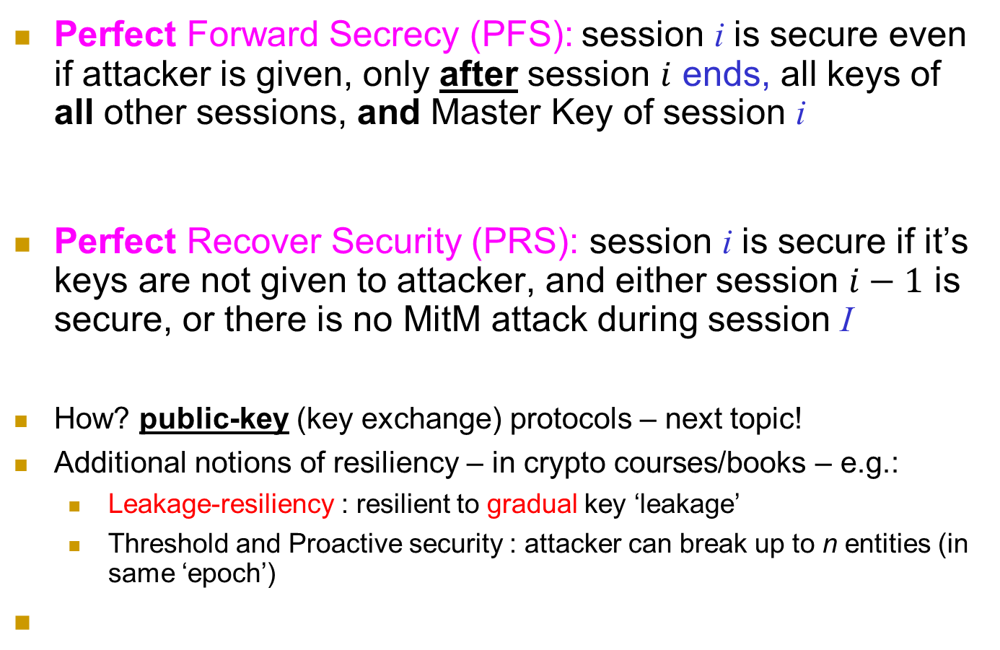 Perfect Forward Secrecy (PFS): session i is secure even
if attacker is given, only after session i ends, all keys of
all other sessions, and Master Key of session i
Perfect Recover Security (PRS): session i is secure if it’s
keys are not given to attacker, and either session i − 1 is
secure, or there is no MitM attack during session I
How? public-key (key exchange) protocols – next topic!
Additional notions of resiliency – in crypto courses/books – e.g.:
Leakage-resiliency : resilient to gradual key ‘leakage’
Threshold and Proactive security : attacker can break up to n entities (in
same ‘epoch’)